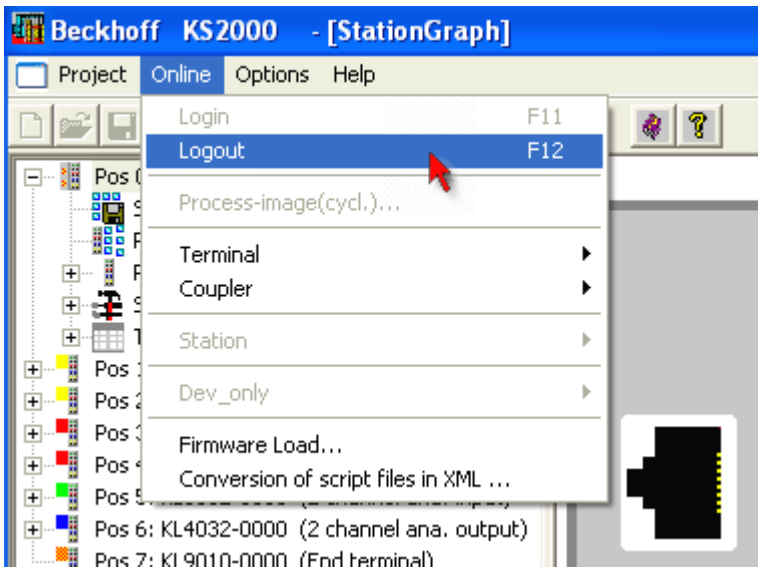 Beckhoff KS2000 - [StationGraph]
Project Online Options Help
Login F11
Logout F12
Process-image(cycl.)...
Terminal
Coupler
Station
Dev_only
Firmware Load...
Conversion of script files in XML ...
Pos
Pos
Pos
Pos
Pos
Pos
Pos 6: KL4032-0000 (2 channel ana. output)
Pos 7: KL9010-0000 (End terminal)